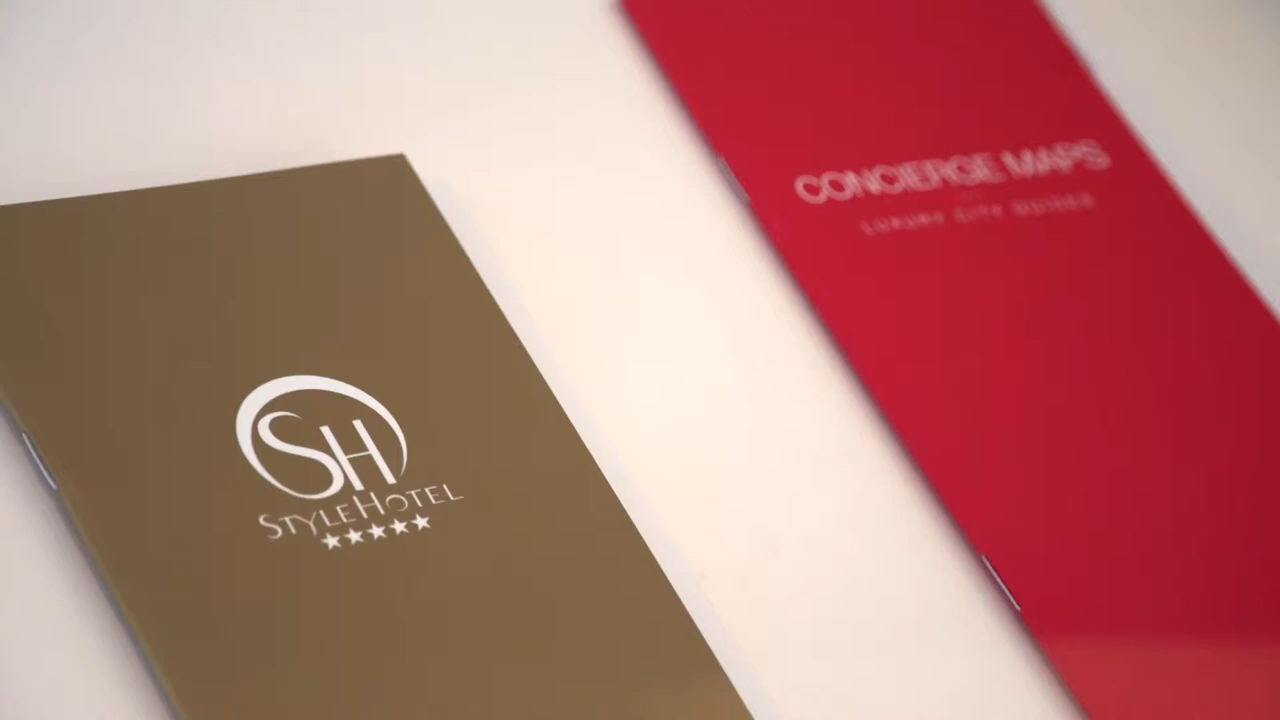 SH
STYLEHOTEL
★★★★★
CONCIERGE MAPS
LUXURY CITY GUIDES